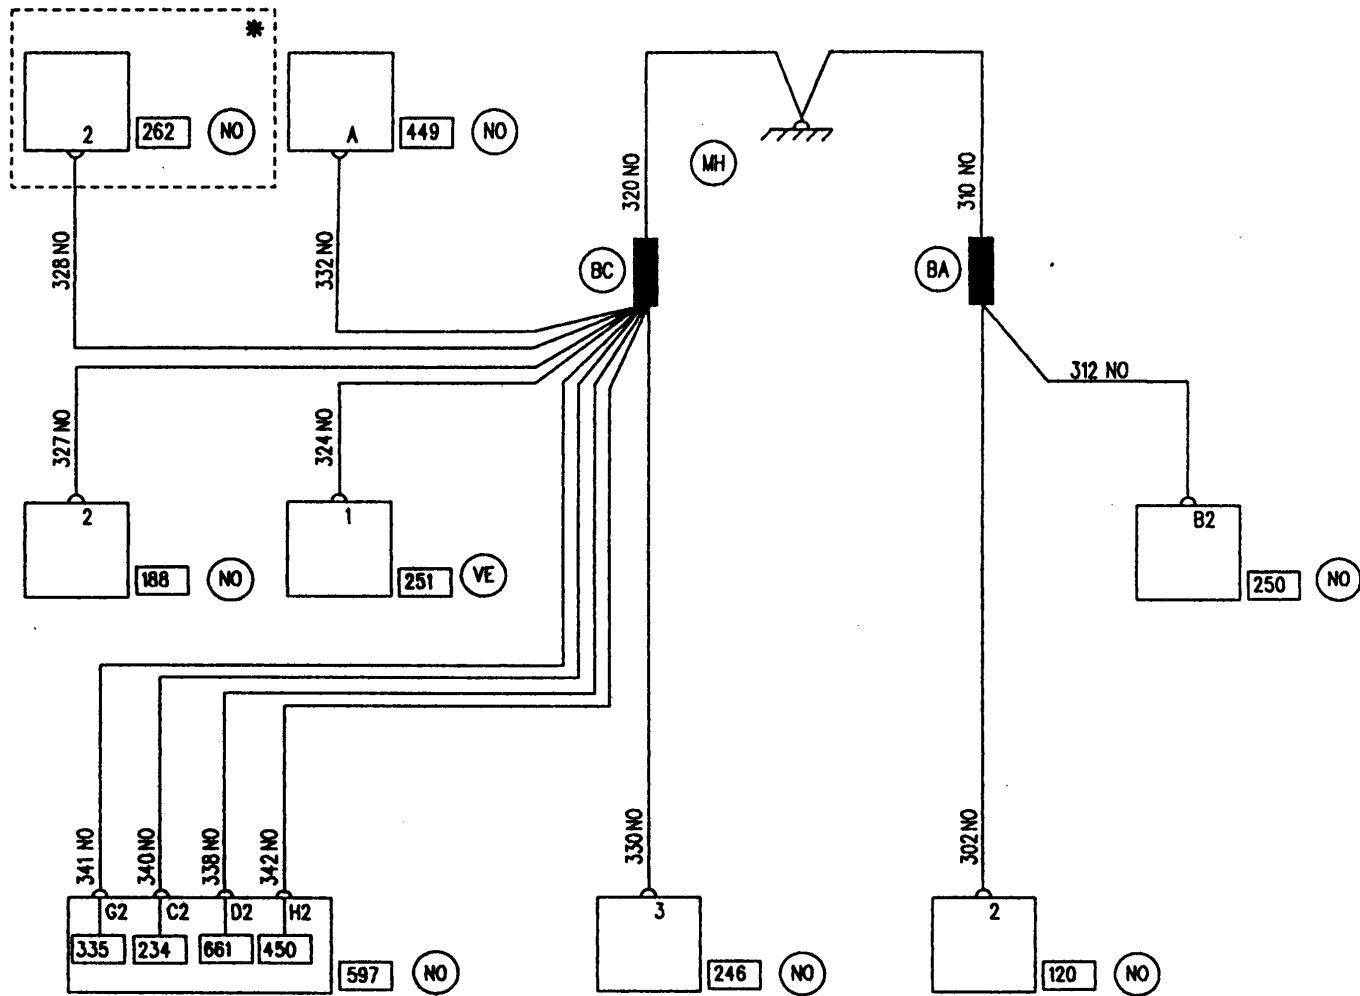 *
2
262
NO
A
449
NO
MH
320 NO
310 NO
328 NO
332 NO
BC
BA
312 NO
327 NO
324 NO
2
188
NO
1
251
VE
B2
250
NO
341 NO
340 NO
338 NO
342 NO
330 NO
302 NO
G2
C2
D2
H2
335
234
661
450
597
NO
3
246
NO
2
120
NO